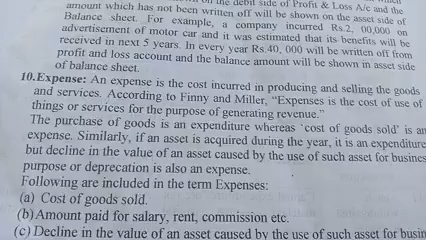 the debit side of Profit & Loss A/c and the
amount which has not been written off will be shown on the asset side of
Balance sheet. For example, a company incurred Rs.2, 00,000 on
advertisement of motor car and it was estimated that its benefits will be
received in next 5 years. In every year Rs.40, 000 will be written off from
profit and loss account and the balance amount will be shown in asset side
of balance sheet.
10.Expense: An expense is the cost incurred in producing and selling the goods
and services. According to Finny and Miller, "Expenses is the cost of use of
things or services for the purpose of generating revenue."
The purchase of goods is an expenditure whereas 'cost of goods sold' is an
expense. Similarly, if an asset is acquired during the year, it is an expenditure
but decline in the value of an asset caused by the use of such asset for busines
purpose or deprecation is also an expense.
Following are included in the term Expenses:
(a) Cost of goods sold.
(b) Amount paid for salary, rent, commission etc.
(c) Decline in the value of an asset caused by the use of such asset for busin